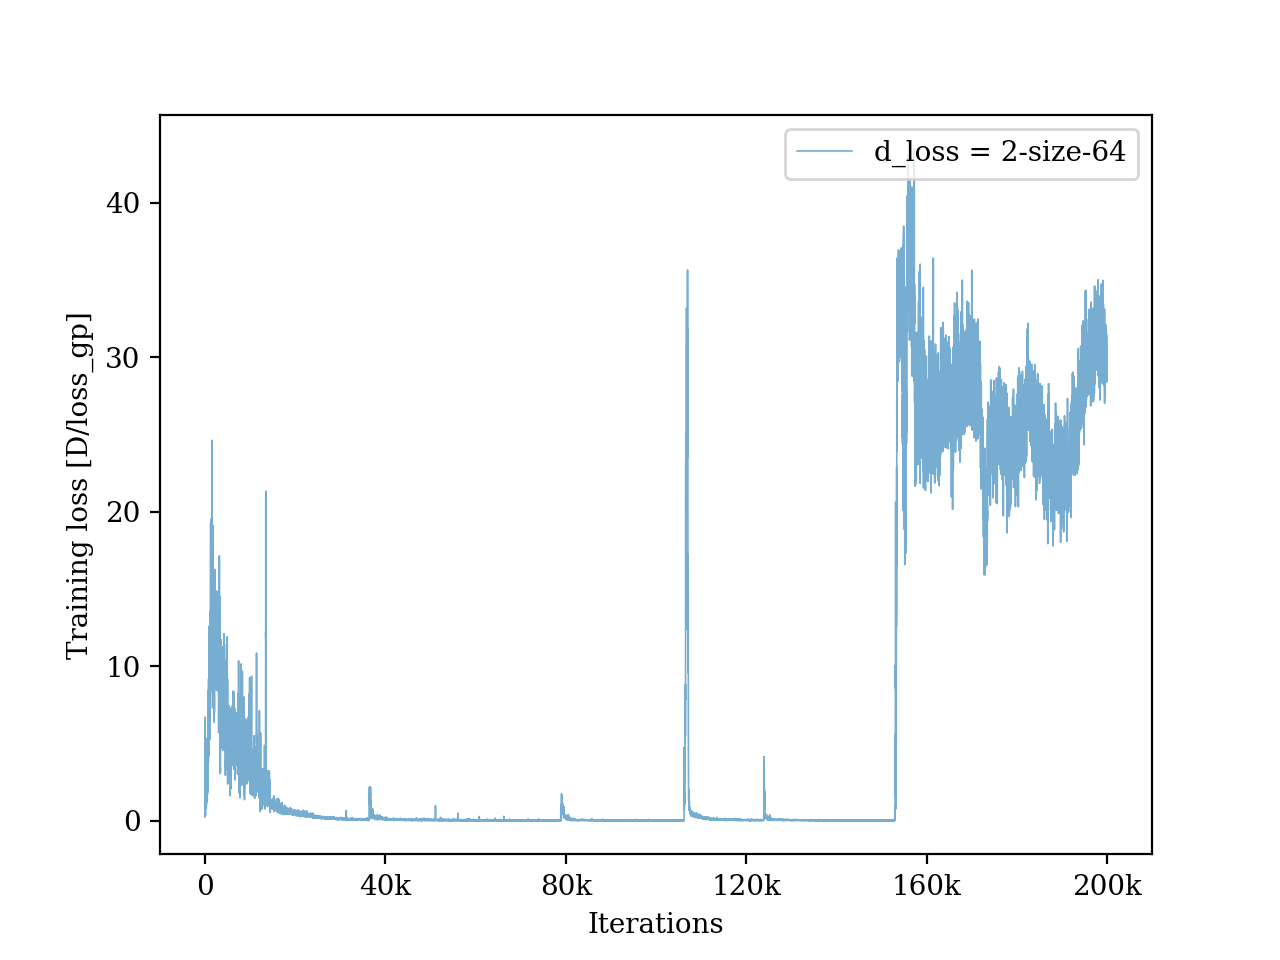 d_loss = 2-size-64
Training loss [D/loss_gp]
40
30
20
10
0
0 40k 80k 120k 160k 200k
Iterations